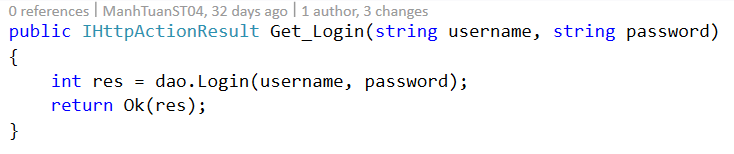 0 references | ManhTuanST04, 32 days ago | 1 author, 3 changes
public IHttpActionResult Get_Login(string username, string password)
{
    int res = dao.Login(username, password);
    return Ok(res);
}